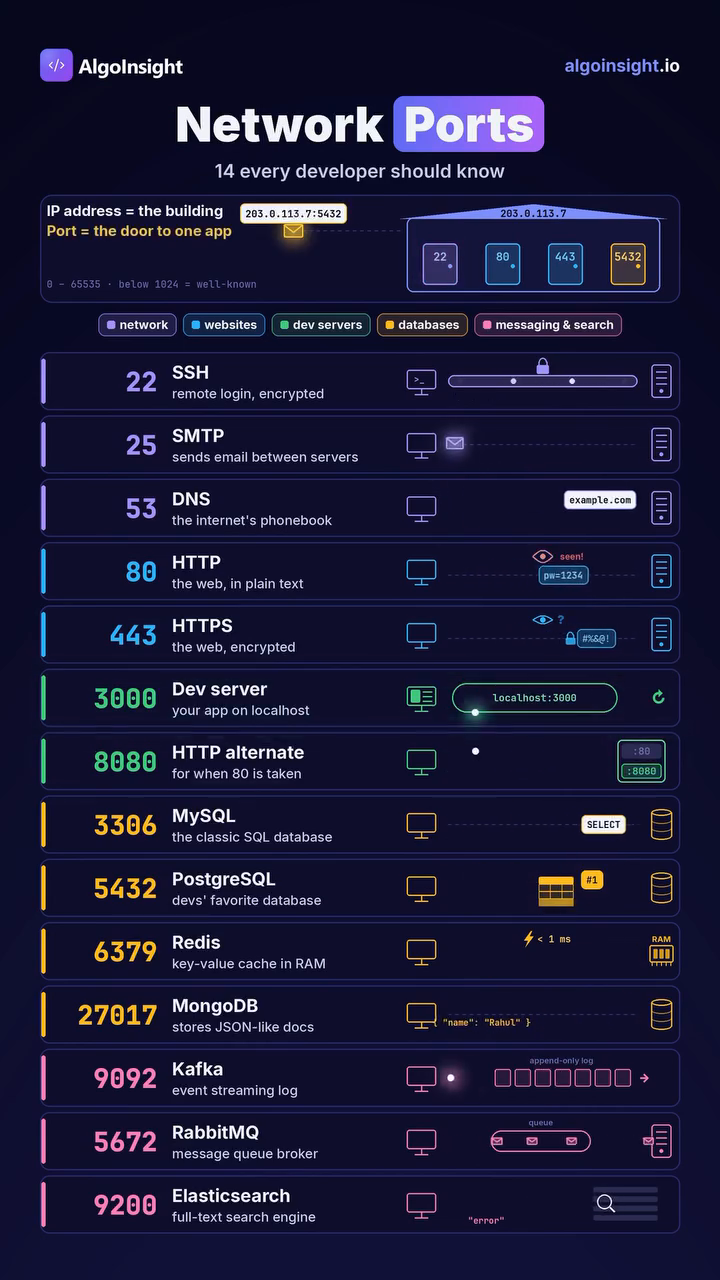 </> AlgoInsight
algoinsight.io
Network Ports
14 every developer should know
IP address = the building
203.0.113.7:5432
Port = the door to one app
0 – 65535 · below 1024 = well-known
203.0.113.7
22 80 443 5432
network websites dev servers databases messaging & search
22 SSH
remote login, encrypted
>_
25 SMTP
sends email between servers
53 DNS
the internet's phonebook
example.com
80 HTTP
the web, in plain text
seen!
pw=1234
443 HTTPS
the web, encrypted
?
#%&@!
3000 Dev server
your app on localhost
localhost:3000
8080 HTTP alternate
for when 80 is taken
:80
:8080
3306 MySQL
the classic SQL database
SELECT
5432 PostgreSQL
devs' favorite database
#1
6379 Redis
key-value cache in RAM
< 1 ms
RAM
27017 MongoDB
stores JSON-like docs
{ "name": "Rahul" }
9092 Kafka
event streaming log
append-only log
5672 RabbitMQ
message queue broker
queue
9200 Elasticsearch
full-text search engine
"error"